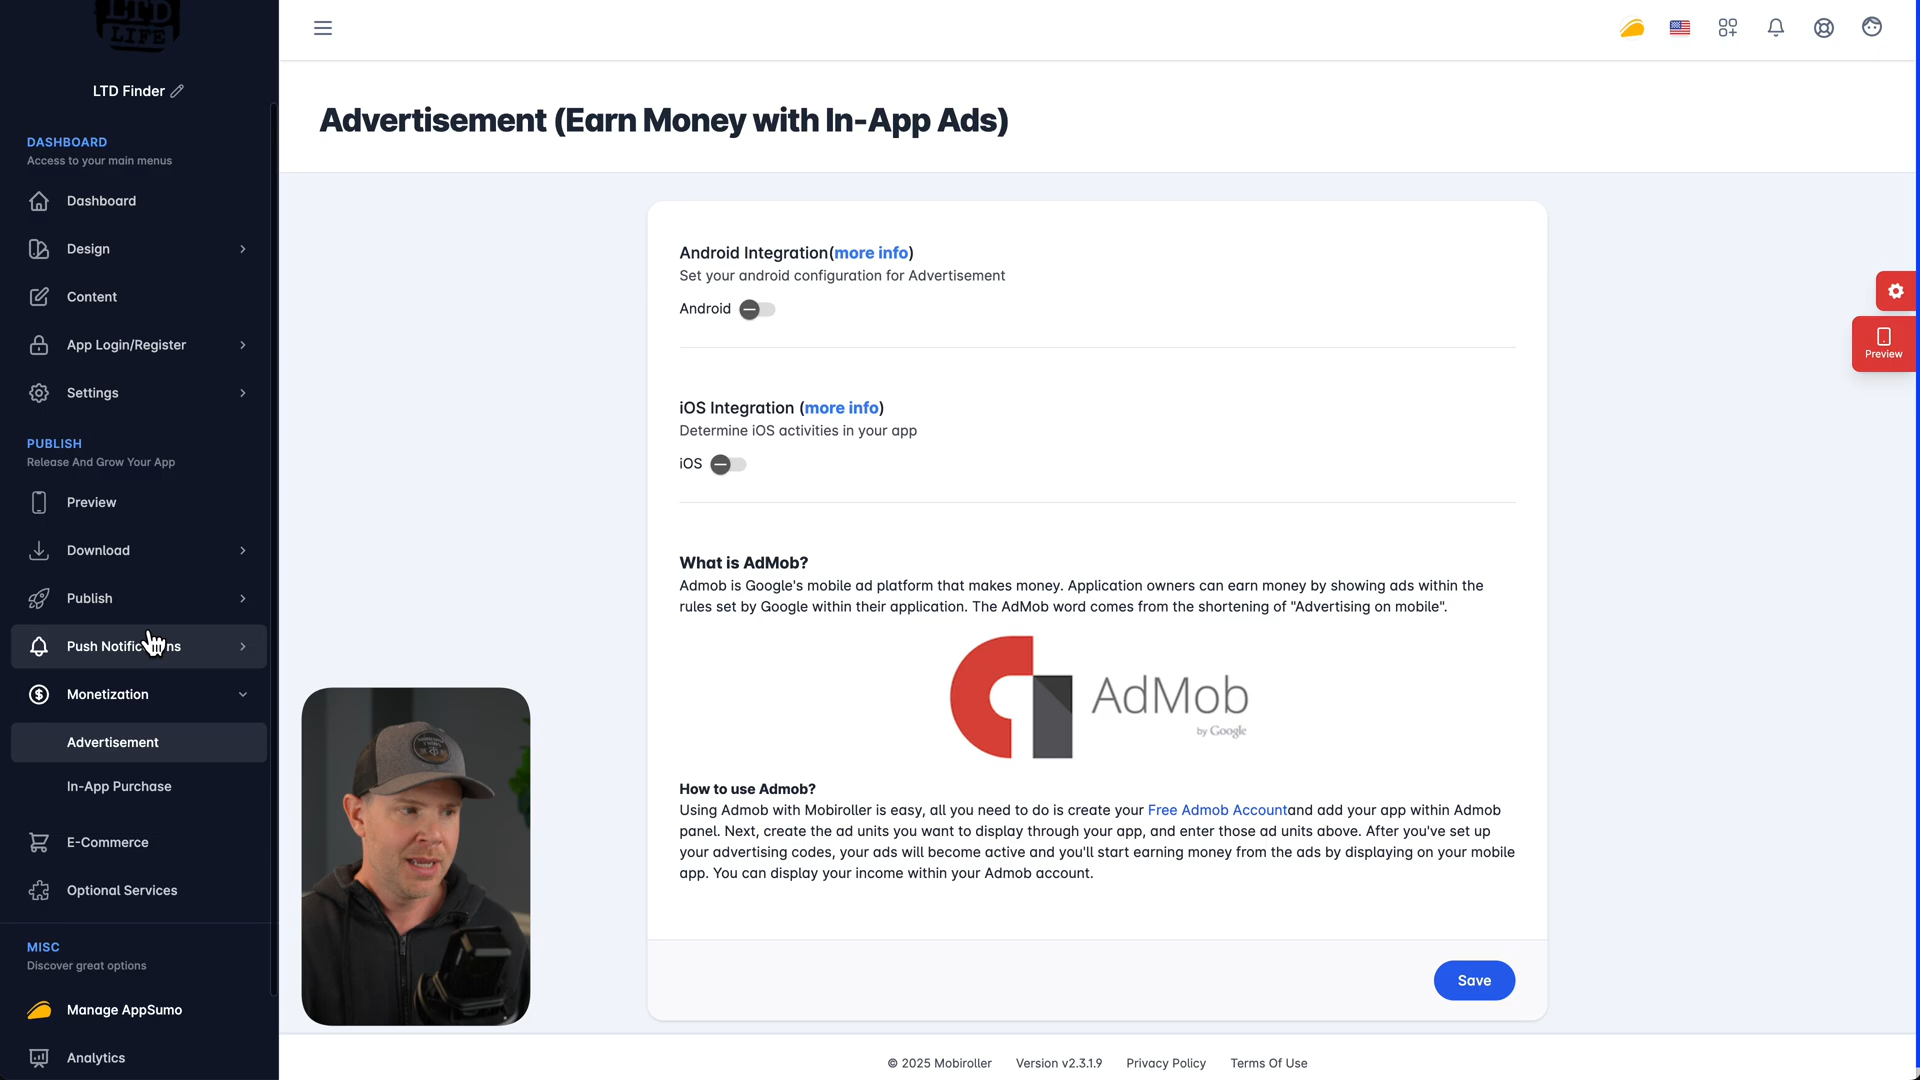 LTD
LIFE
LTD Finder
DASHBOARD
Access to your main menus
Dashboard
Design
Content
App Login/Register
Settings
PUBLISH
Release And Grow Your App
Preview
Download
Publish
Push Notific   ns
Monetization
Advertisement
In-App Purchase
E-Commerce
Optional Services
MISC
Discover great options
Manage AppSumo
Analytics
Advertisement (Earn Money with In-App Ads)
Android Integration(more info)
Set your android configuration for Advertisement
Android
iOS Integration (more info)
Determine iOS activities in your app
iOS
What is AdMob?
Admob is Google's mobile ad platform that makes money. Application owners can earn money by showing ads within the
rules set by Google within their application. The AdMob word comes from the shortening of "Advertising on mobile".
AdMob
by Google
How to use Admob?
Using Admob with Mobiroller is easy, all you need to do is create your Free Admob Accountand add your app within Admob
panel. Next, create the ad units you want to display through your app, and enter those ad units above. After you've set up
your advertising codes, your ads will become active and you'll start earning money from the ads by displaying on your mobile
app. You can display your income within your Admob account.
Save
Preview
© 2025 Mobiroller Version v2.3.1.9 Privacy Policy Terms Of Use